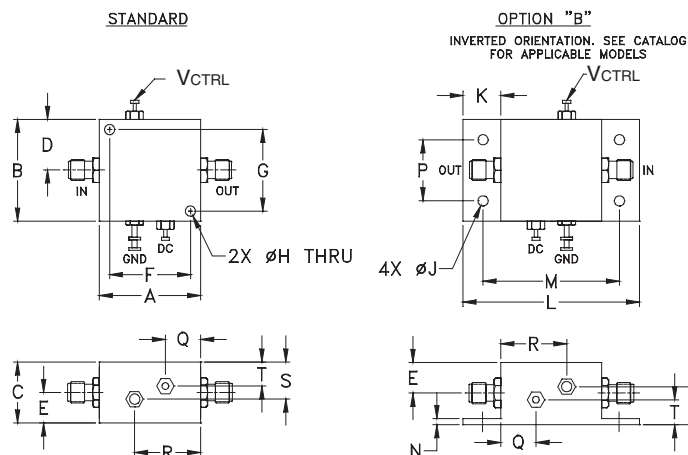 STANDARD
OPTION "B"
INVERTED ORIENTATION. SEE CATALOG
FOR APPLICABLE MODELS
VCTRL
VCTRL
K
D
B
G
P
IN
OUT
OUT
IN
GND
DC
2X øH THRU
4X øJ
DC
GND
F
A
M
L
Q
T
S
C
E
R
R
E
T
N
Q